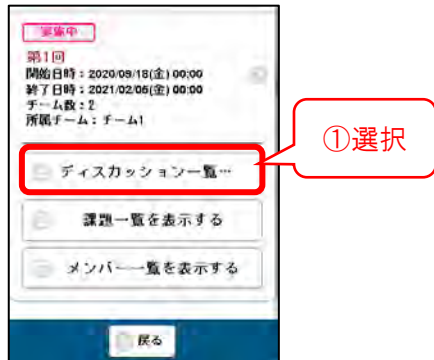 実施中
第1回
開始日時：2020/09/18(金) 00:00
終了日時：2021/02/05(金) 00:00
チーム数：2
所属チーム：チーム1
ディスカッション一覧…
①選択
課題一覧を表示する
メンバー一覧を表示する
戻る